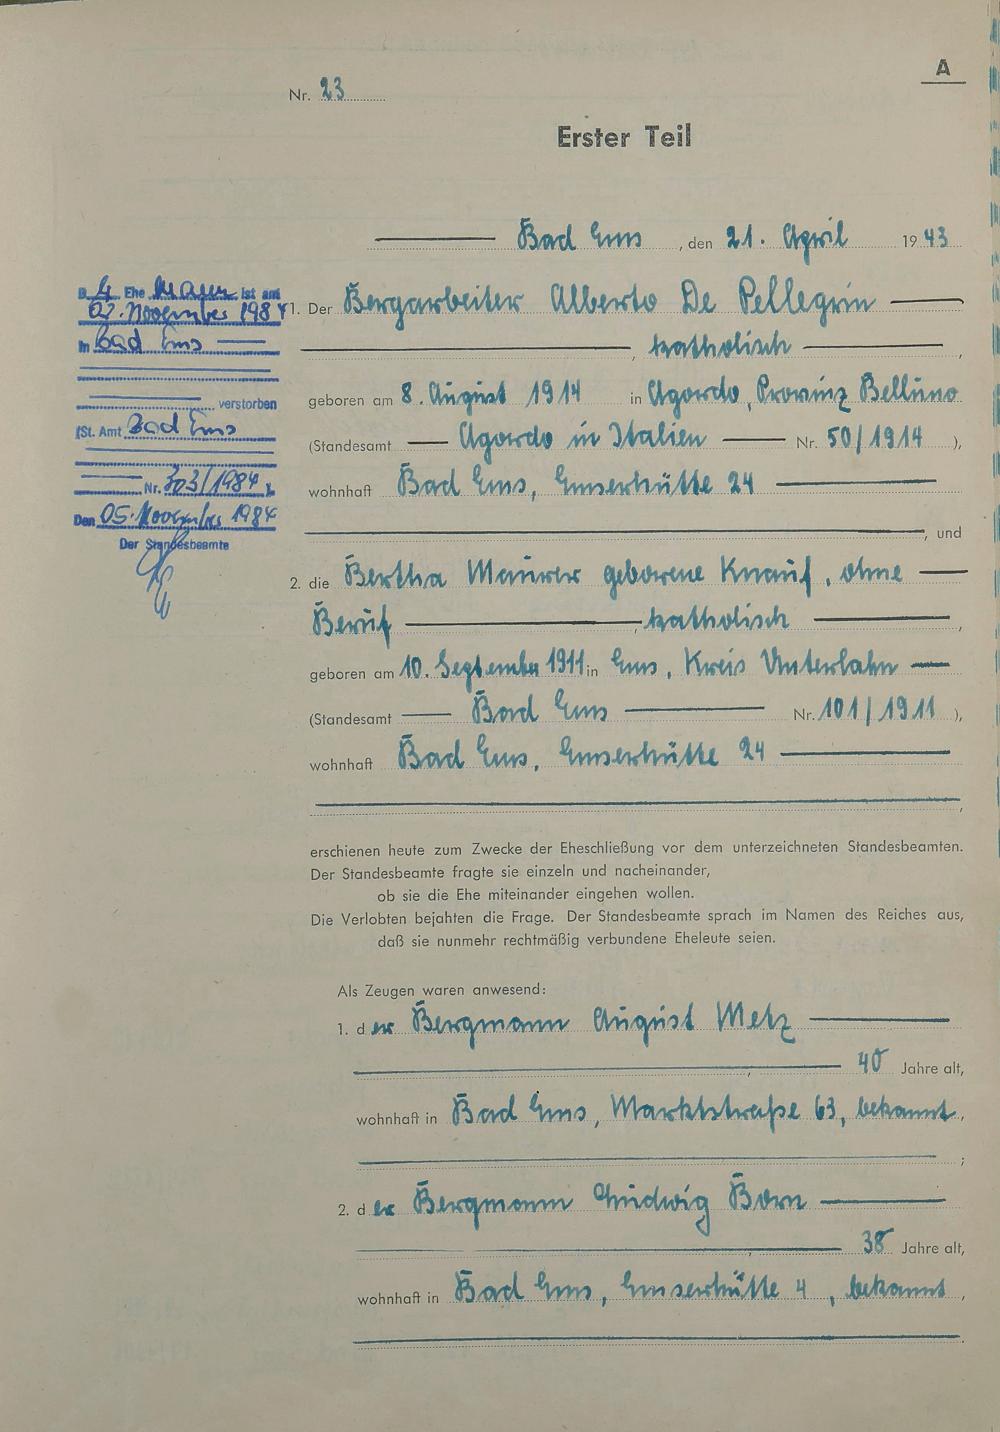 A
Nr. 23
Erster Teil
Bad Ems, den 21. April 1943
1. Der Bergarbeiter Alberto De Pellegrin
, katholisch,
geboren am 8. August 1914 in Agordo, Provinz Belluno
(Standesamt Agordo in Italien Nr. 50/1914),
wohnhaft Bad Ems, Emserhütte 24
, und
2. die Bertha Maurer geborene Knauf, ohne
Beruf, katholisch,
geboren am 10. September 1911 in Ems, Kreis Unterlahn
(Standesamt Bad Ems Nr. 101/1911),
wohnhaft Bad Ems, Emserhütte 24
,
erschienen heute zum Zwecke der Eheschließung vor dem unterzeichneten Standesbeamten.
Der Standesbeamte fragte sie einzeln und nacheinander,
ob sie die Ehe miteinander eingehen wollen.
Die Verlobten bejahten die Frage. Der Standesbeamte sprach im Namen des Reiches aus,
daß sie nunmehr rechtmäßig verbundene Eheleute seien.
Als Zeugen waren anwesend:
1. der Bergmann August Metz
, 40 Jahre alt,
wohnhaft in Bad Ems, Marktstraße 63, bekannt,
;
2. der Bergmann Ludwig Born
, 38 Jahre alt,
wohnhaft in Bad Ems, Emserhütte 4, bekannt,
.
D. Ehemann ist am
02. November 1984
in Bad Ems
verstorben
(St. Amt Bad Ems
Nr. 303/1984).
Den 05. November 1984
Der Standesbeamte